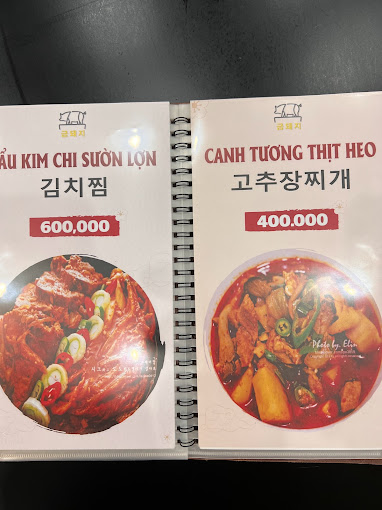 금돼지
ẨU KIM CHI SƯỜN LỢN
김치찜
600,000
금돼지
CANH TƯƠNG THỊT HEO
고추장찌개
400.000
Photo by. Elin